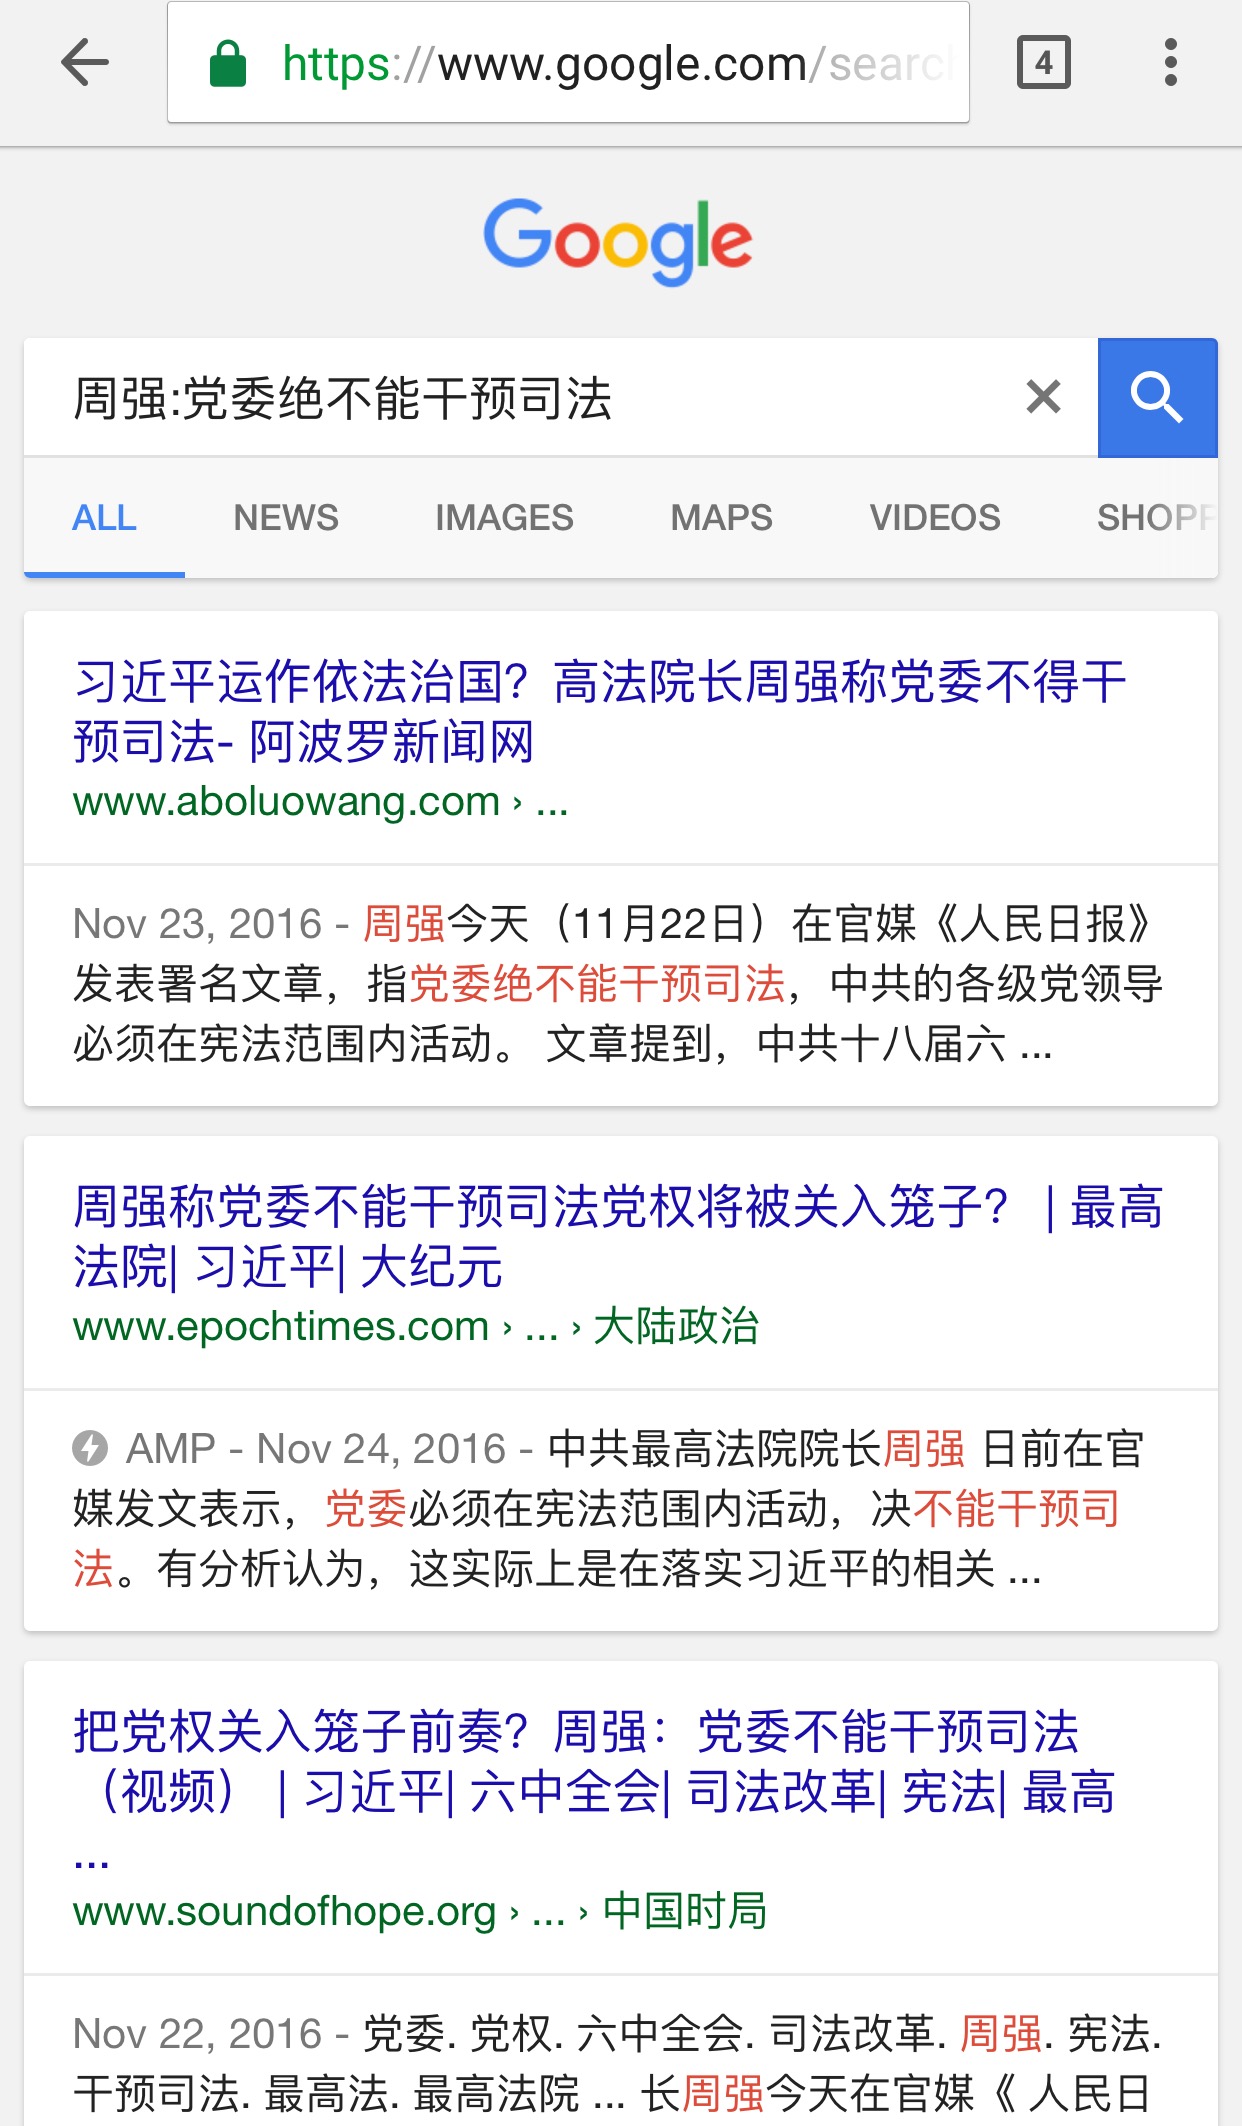 https://www.google.com/search
4
Google
周强:党委绝不能干预司法
ALL NEWS IMAGES MAPS VIDEOS SHOPP
习近平运作依法治国？高法院长周强称党委不得干
预司法- 阿波罗新闻网
www.aboluowang.com › ...
Nov 23, 2016 - 周强今天（11月22日）在官媒《人民日报》
发表署名文章，指党委绝不能干预司法，中共的各级党领导
必须在宪法范围内活动。 文章提到，中共十八届六 ...
周强称党委不能干预司法党权将被关入笼子？ | 最高
法院| 习近平| 大纪元
www.epochtimes.com › ... › 大陆政治
AMP - Nov 24, 2016 - 中共最高法院院长周强 日前在官
媒发文表示，党委必须在宪法范围内活动，决不能干预司
法。有分析认为，这实际上是在落实习近平的相关 ...
把党权关入笼子前奏？周强：党委不能干预司法
（视频） | 习近平| 六中全会| 司法改革| 宪法| 最高
...
www.soundofhope.org › ... › 中国时局
Nov 22, 2016 - 党委. 党权. 六中全会. 司法改革. 周强. 宪法.
干预司法. 最高法. 最高法院 ... 长周强今天在官媒《 人民日